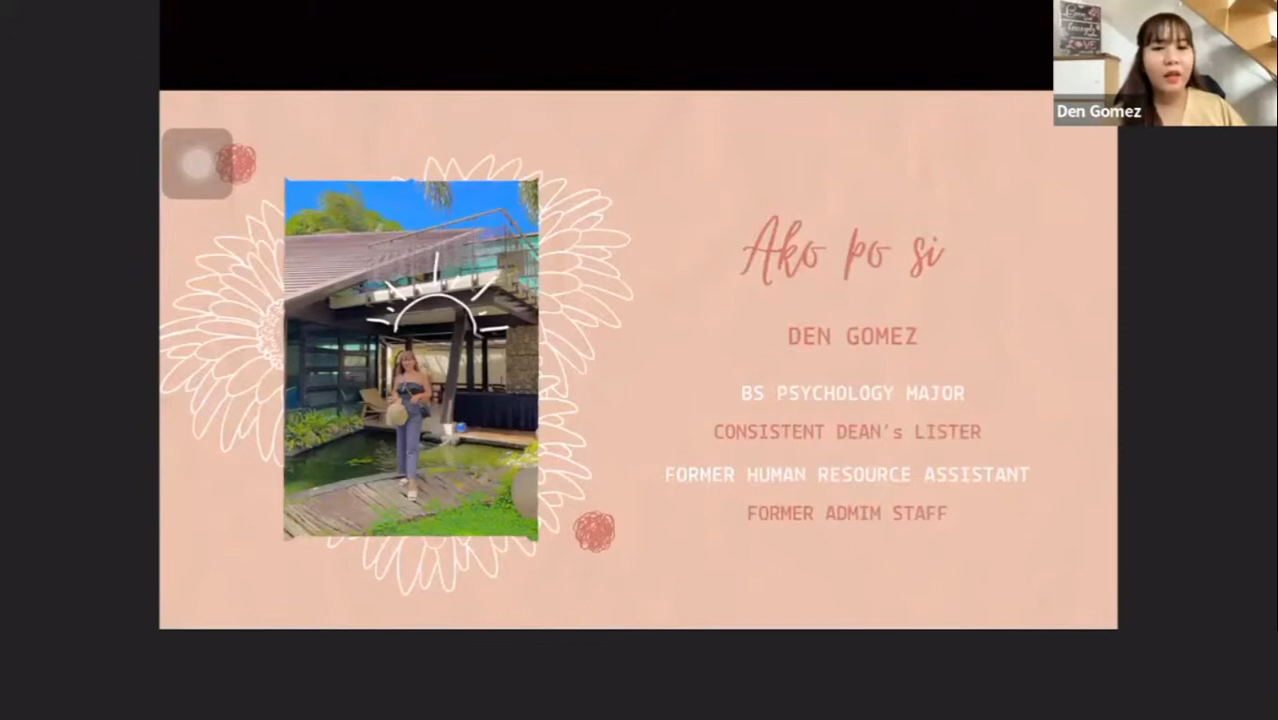 Den Gomez
Ako po si
DEN GOMEZ
BS PSYCHOLOGY MAJOR
CONSISTENT DEAN's LISTER
FORMER HUMAN RESOURCE ASSISTANT
FORMER ADMIM STAFF